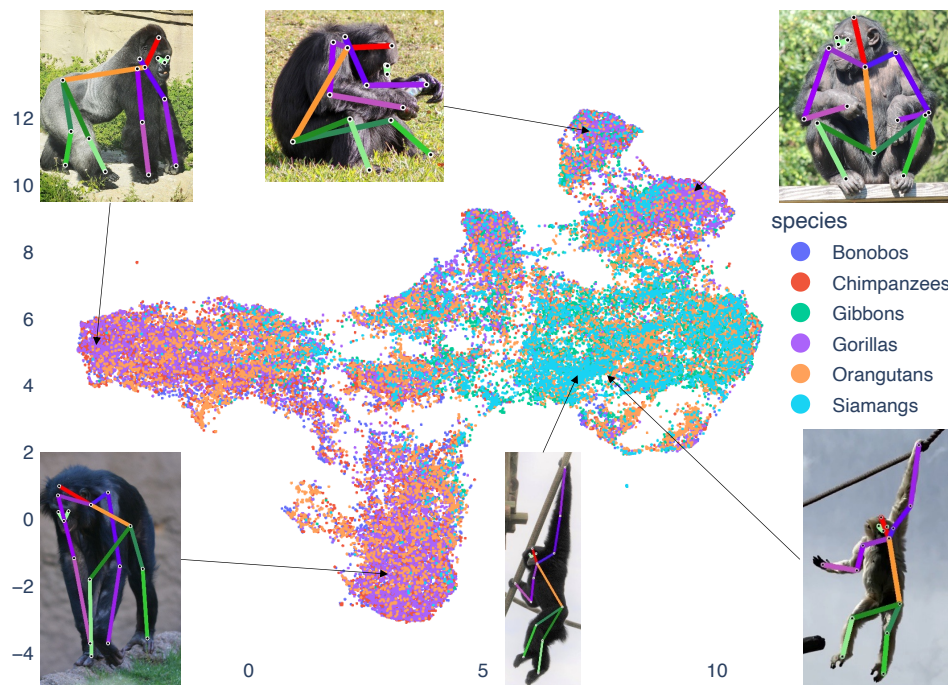 12
10
8
6
4
2
0
−2
−4
0
5
10
species
Bonobos
Chimpanzees
Gibbons
Gorillas
Orangutans
Siamangs